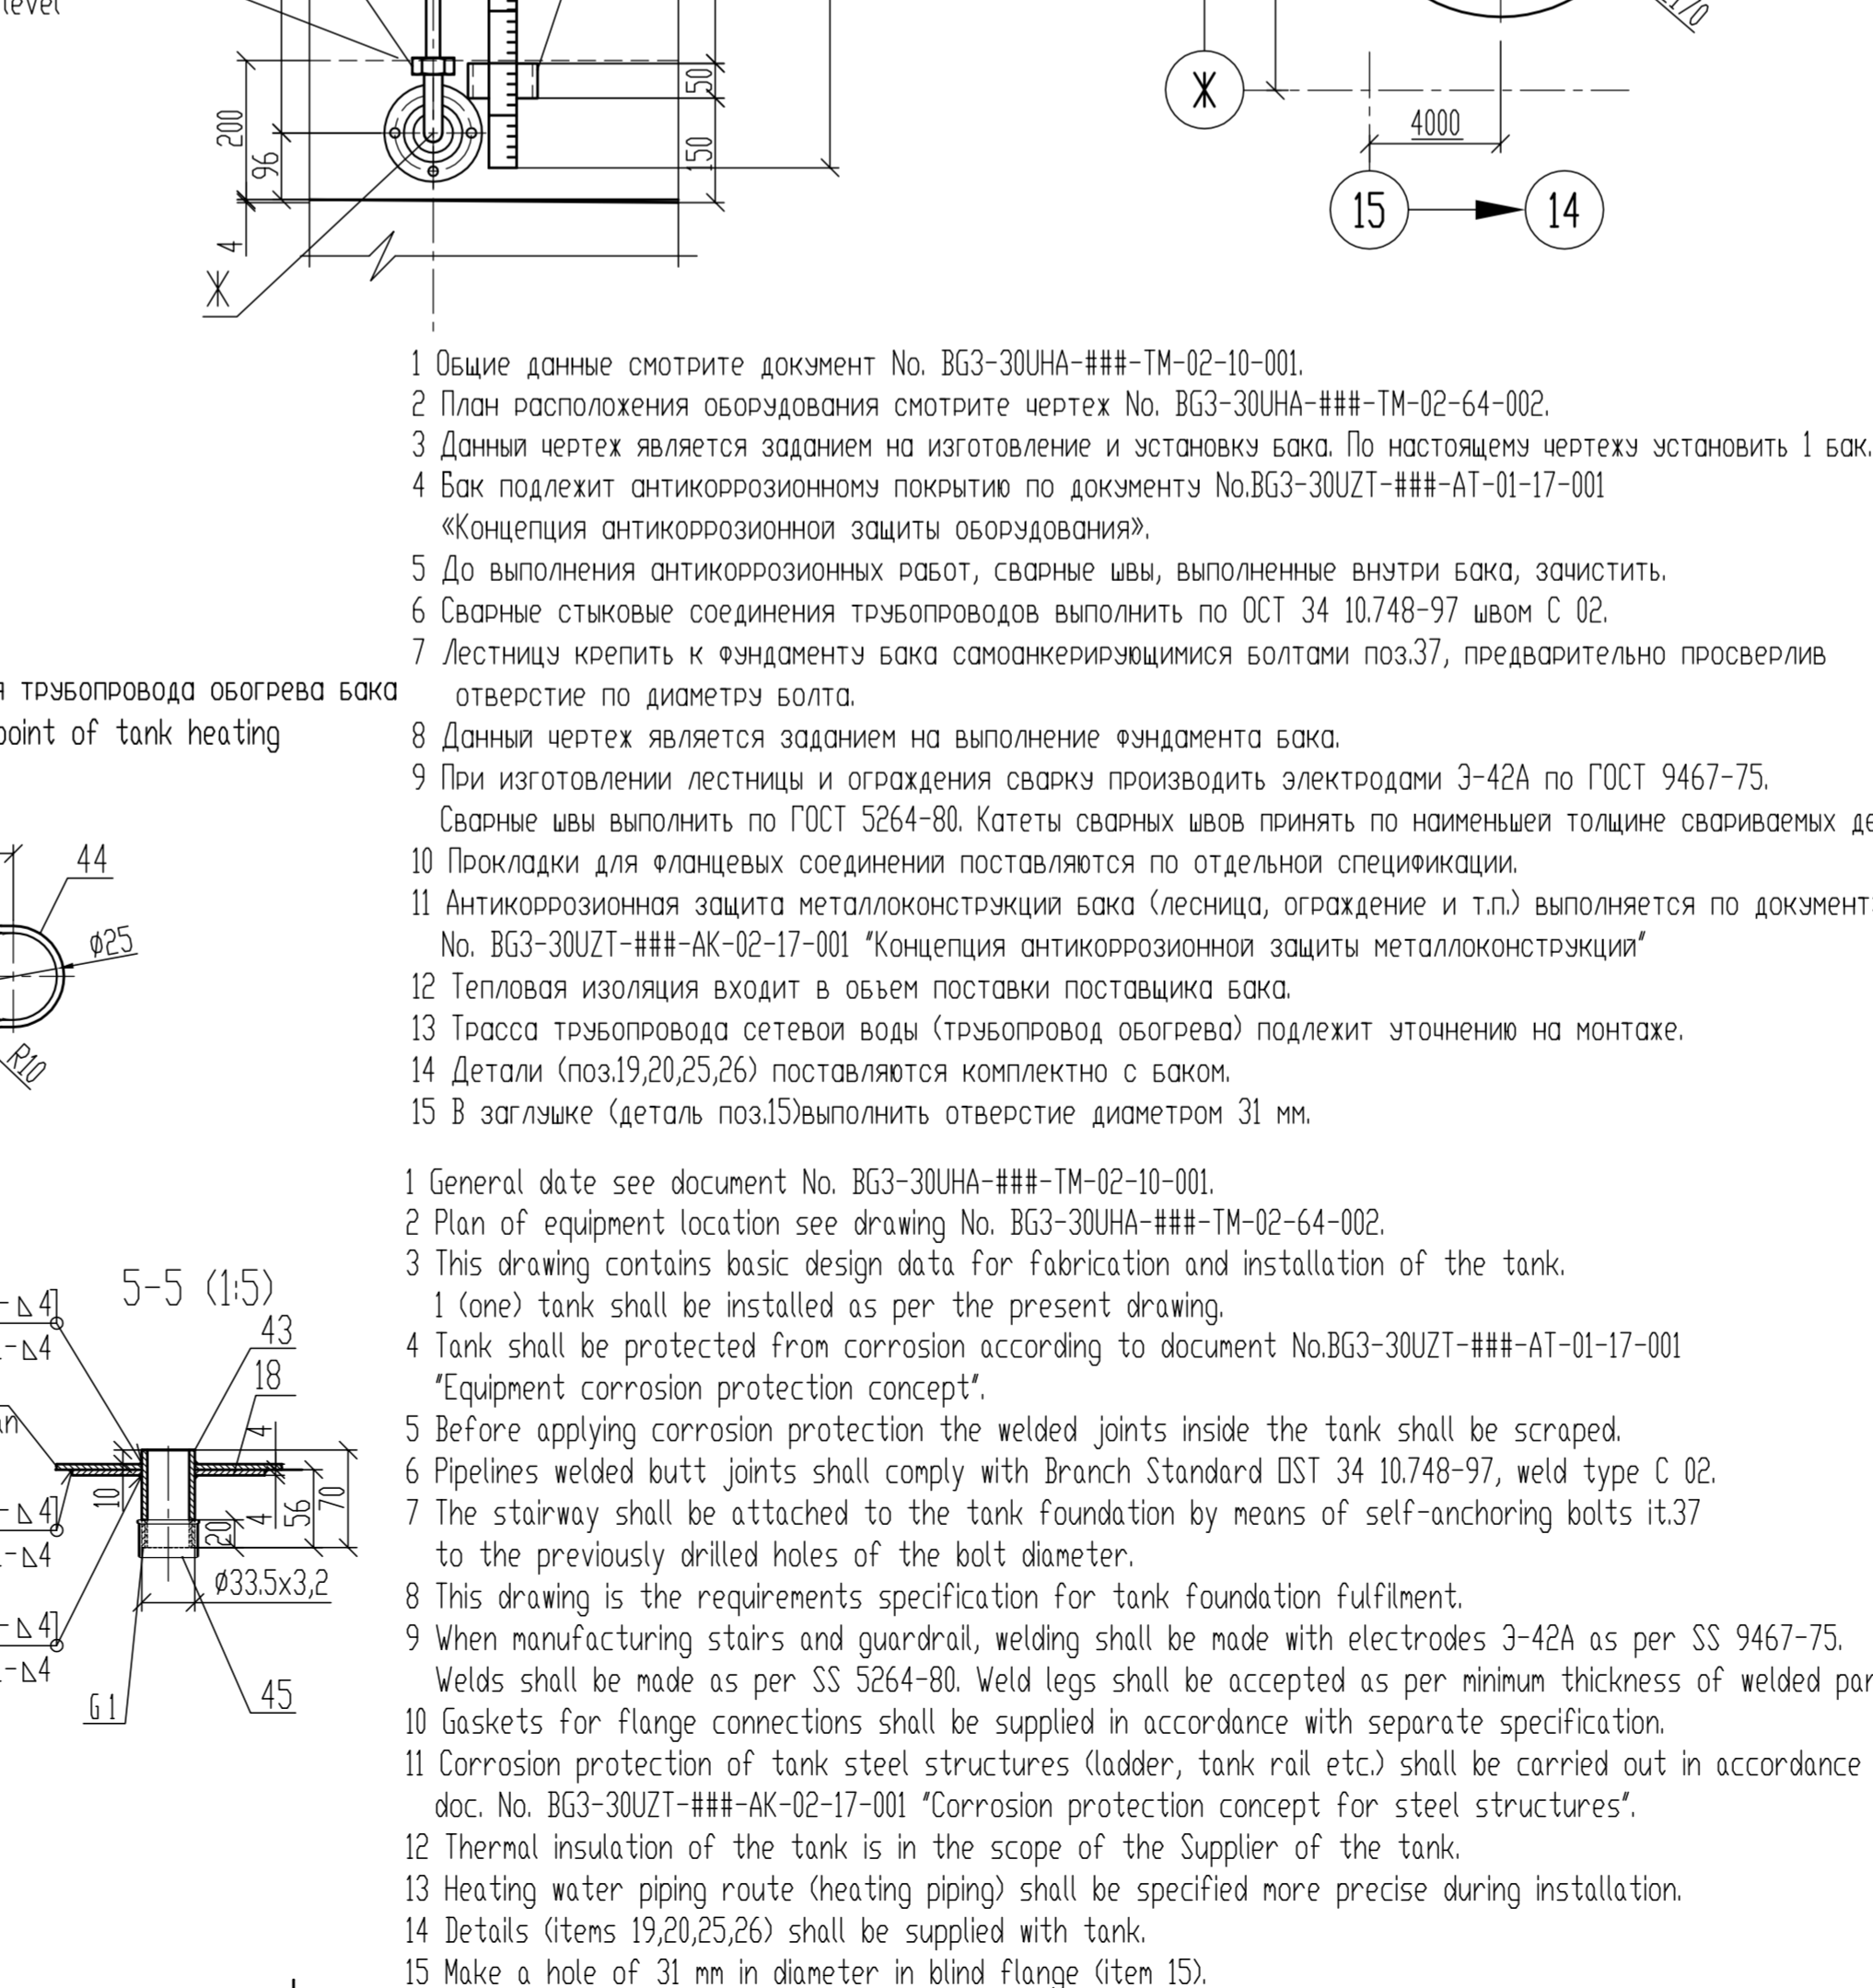 level
170
50
Ж
200
4000
96
150
15
14
4
Ж
1 Общие данные смотрите документ No. BG3-30UHA-###-TM-02-10-001.
2 План расположения оборудования смотрите чертеж No. BG3-30UHA-###-TM-02-64-002.
3 Данный чертеж является заданием на изготовление и установку бака. По настоящему чертежу установить 1 бак.
4 Бак подлежит антикоррозионному покрытию по документу No.BG3-30UZT-###-AT-01-17-001
«Концепция антикоррозионной защиты оборудования».
5 До выполнения антикоррозионных работ, сварные швы, выполненные внутри бака, зачистить.
6 Сварные стыковые соединения трубопроводов выполнить по ОСТ 34 10.748-97 швом С 02.
7 Лестницу крепить к фундаменту бака самоанкерирующимися болтами поз.37, предварительно просверлив
отверстие по диаметру болта.
8 Данный чертеж является заданием на выполнение фундамента бака.
9 При изготовлении лестницы и ограждения сварку производить электродами Э-42А по ГОСТ 9467-75.
Сварные швы выполнить по ГОСТ 5264-80. Катеты сварных швов принять по наименьшей толщине свариваемых де
10 Прокладки для фланцевых соединений поставляются по отдельной спецификации.
11 Антикоррозионная защита металлоконструкций бака (лесница, ограждение и т.п.) выполняется по документ
No. BG3-30UZT-###-AK-02-17-001 "Концепция антикоррозионной защиты металлоконструкций"
12 Тепловая изоляция входит в объем поставки поставщика бака.
13 Трасса трубопровода сетевой воды (трубопровод обогрева) подлежит уточнению на монтаже.
14 Детали (поз.19,20,25,26) поставляются комплектно с баком.
15 В заглушке (деталь поз.15)выполнить отверстие диаметром 31 мм.
я трубопровода обогрева бака
point of tank heating
44
ø25
R10
1 General date see document No. BG3-30UHA-###-TM-02-10-001.
2 Plan of equipment location see drawing No. BG3-30UHA-###-TM-02-64-002.
3 This drawing contains basic design data for fabrication and installation of the tank.
1 (one) tank shall be installed as per the present drawing.
4 Tank shall be protected from corrosion according to document No.BG3-30UZT-###-AT-01-17-001
"Equipment corrosion protection concept".
5 Before applying corrosion protection the welded joints inside the tank shall be scraped.
6 Pipelines welded butt joints shall comply with Branch Standard □ST 34 10.748-97, weld type C 02.
7 The stairway shall be attached to the tank foundation by means of self-anchoring bolts it.37
to the previously drilled holes of the bolt diameter.
8 This drawing is the requirements specification for tank foundation fulfilment.
9 When manufacturing stairs and guardrail, welding shall be made with electrodes Э-42A as per SS 9467-75.
Welds shall be made as per SS 5264-80. Weld legs shall be accepted as per minimum thickness of welded par
10 Gaskets for flange connections shall be supplied in accordance with separate specification.
11 Corrosion protection of tank steel structures (ladder, tank rail etc.) shall be carried out in accordance
doc. No. BG3-30UZT-###-AK-02-17-001 "Corrosion protection concept for steel structures".
12 Thermal insulation of the tank is in the scope of the Supplier of the tank.
13 Heating water piping route (heating piping) shall be specified more precise during installation.
14 Details (items 19,20,25,26) shall be supplied with tank.
15 Make a hole of 31 mm in diameter in blind flange (item 15).
5-5 (1:5)
-⊿4
-⊿4
43
18
4
10
20
4
56
70
-⊿4
-⊿4
ø33.5x3,2
-⊿4
-⊿4
G 1
45